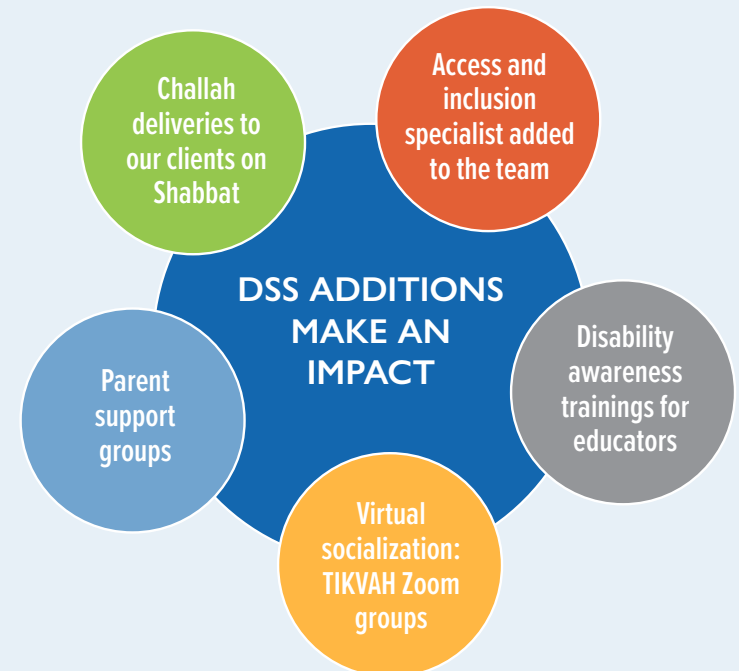 Challah
deliveries to
our clients on
Shabbat
Access and
inclusion
specialist added
to the team
DSS ADDITIONS
MAKE AN
IMPACT
Disability
awareness
trainings for
educators
Parent
support
groups
Virtual
socialization:
TIKVAH Zoom
groups